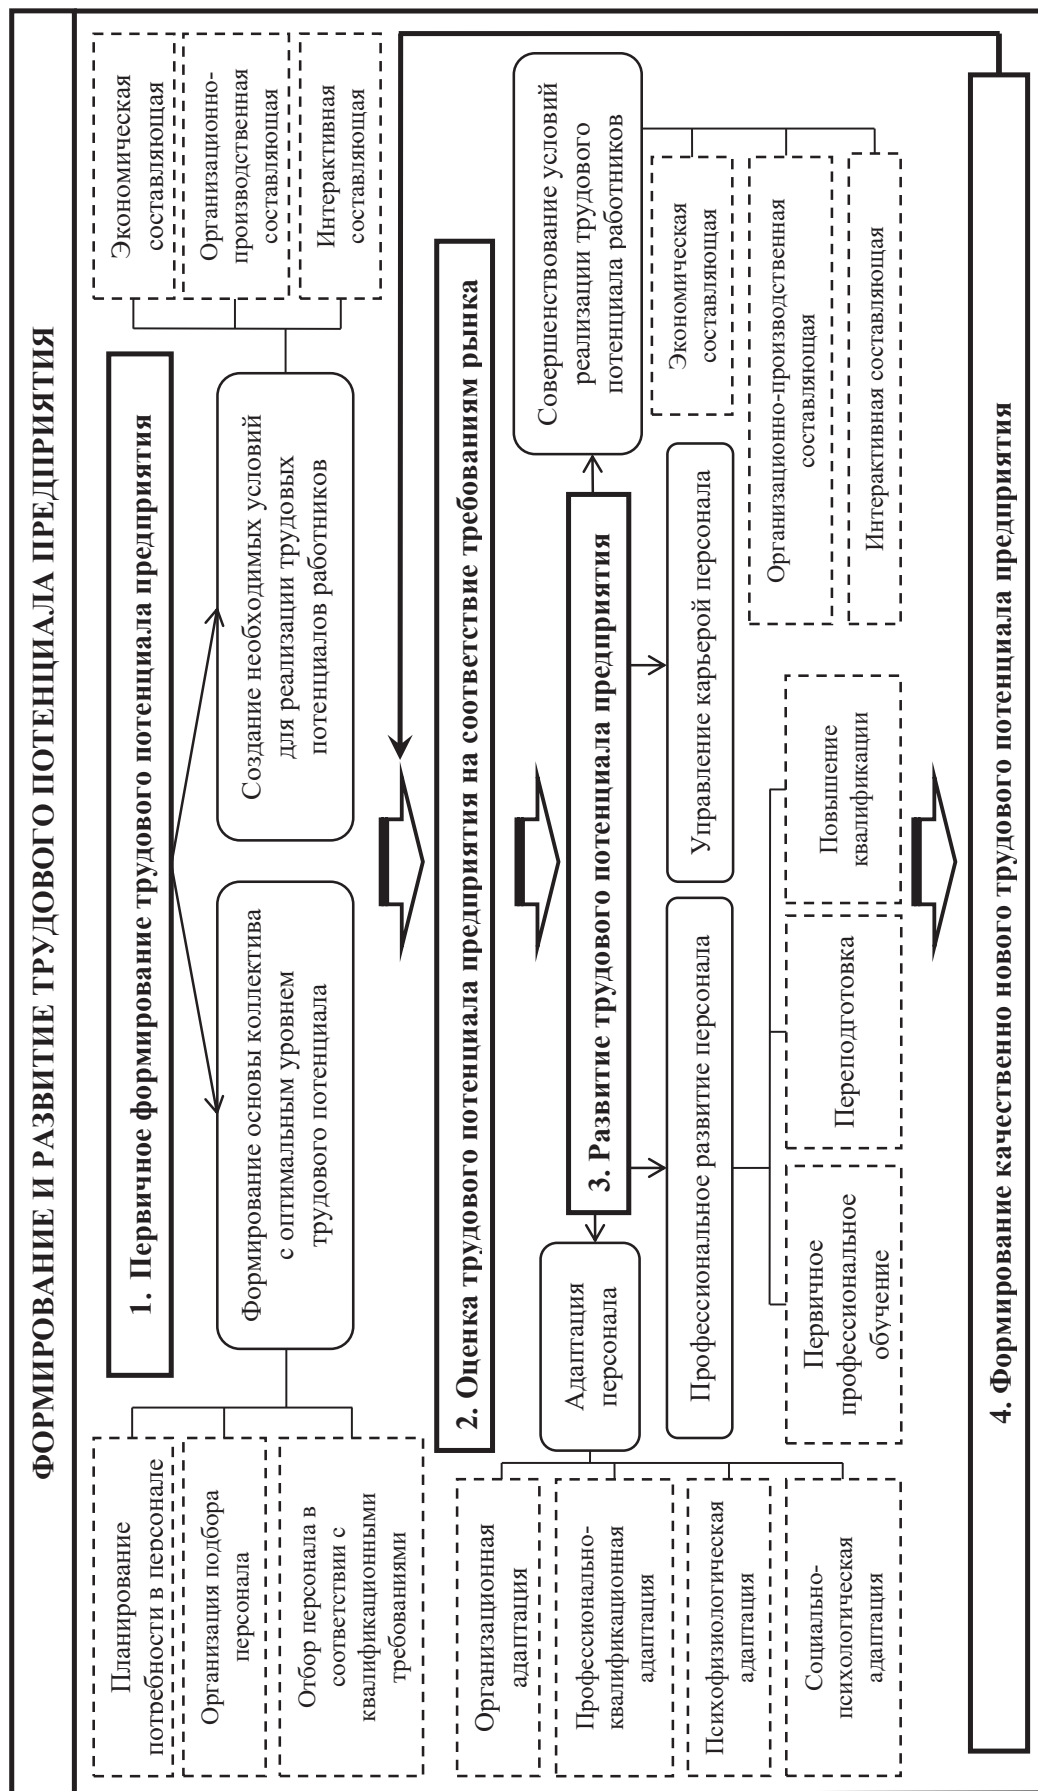 ФОРМИРОВАНИЕ И РАЗВИТИЕ ТРУДОВОГО ПОТЕНЦИАЛА ПРЕДПРИЯТИЯ
1. Первичное формирование трудового потенциала предприятия
Планирование
потребности в персонале
Организация подбора
персонала
Отбор персонала в
соответствии с
квалификационными
требованиями
Формирование основы коллектива
с оптимальным уровнем
трудового потенциала
Создание необходимых условий
для реализации трудовых
потенциалов работников
Экономическая
составляющая
Организационно-
производственная
составляющая
Интерактивная
составляющая
2. Оценка трудового потенциала предприятия на соответствие требованиям рынка
3. Развитие трудового потенциала предприятия
Адаптация
персонала
Организационная
адаптация
Профессионально-
квалификационная
адаптация
Психофизиологическая
адаптация
Социально-
психологическая
адаптация
Профессиональное развитие персонала
Первичное
профессиональное
обучение
Переподготовка
Повышение
квалификации
Управление карьерой персонала
Совершенствование условий
реализации трудового
потенциала работников
Экономическая
составляющая
Организационно-производственная
составляющая
Интерактивная составляющая
4. Формирование качественно нового трудового потенциала предприятия